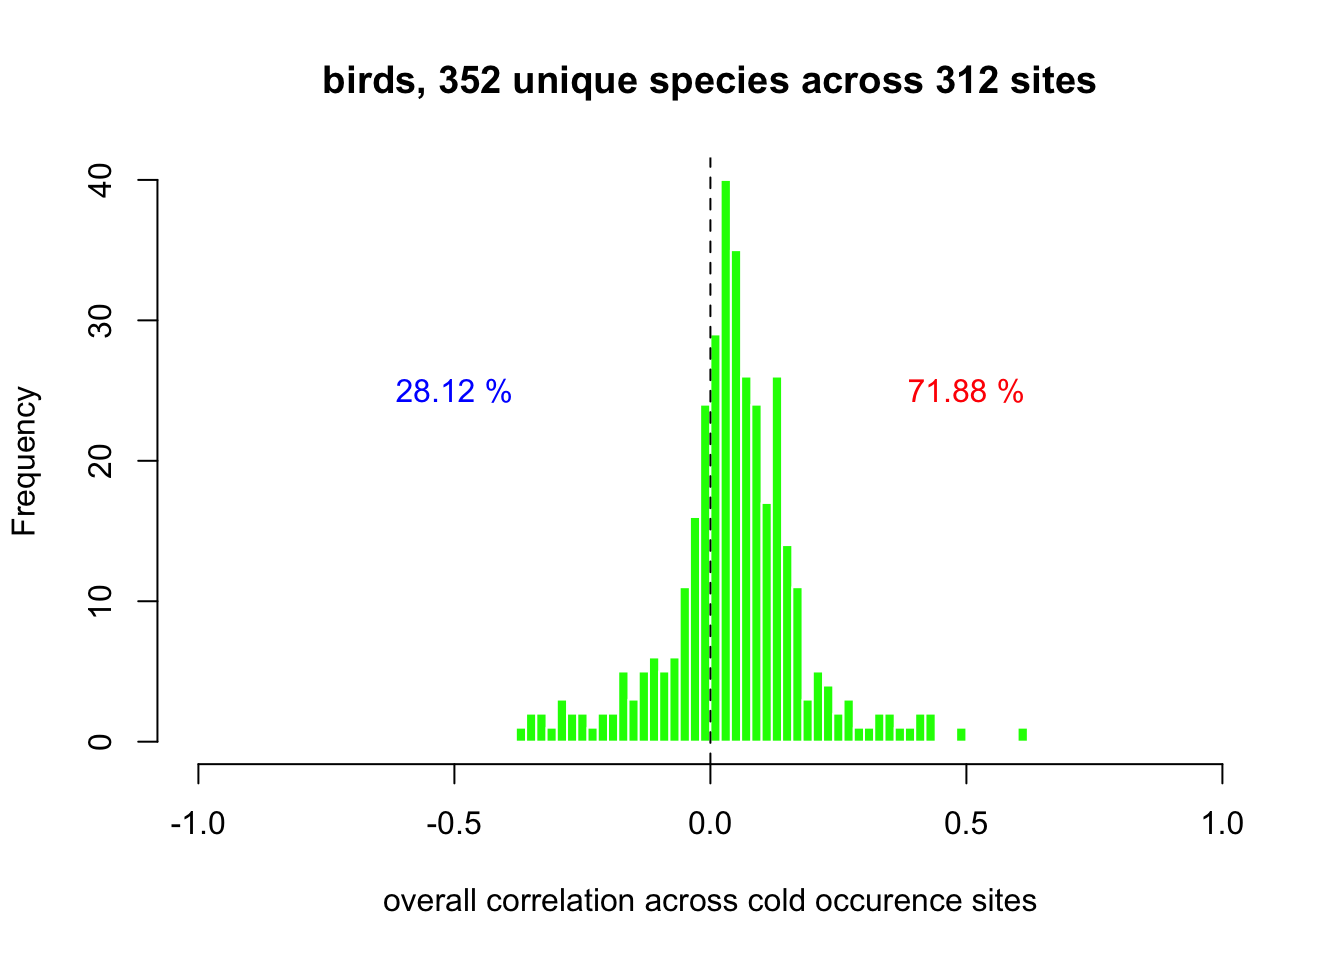 birds, 352 unique species across 312 sites
Frequency
40
30
20
10
0
28.12 %
71.88 %
-1.0 -0.5 0.0 0.5 1.0
overall correlation across cold occurence sites